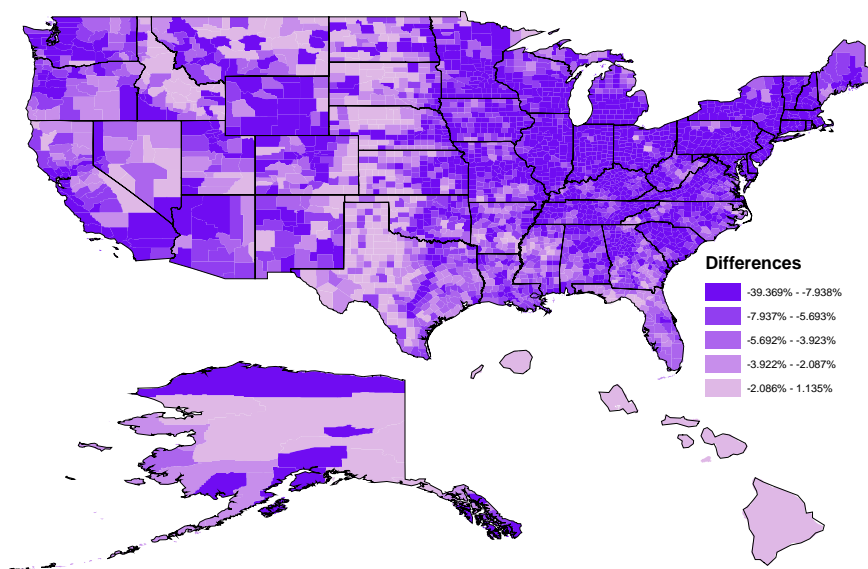 Differences
-39.369% - -7.938%
-7.937% - -5.693%
-5.692% - -3.923%
-3.922% - -2.087%
-2.086% - 1.135%